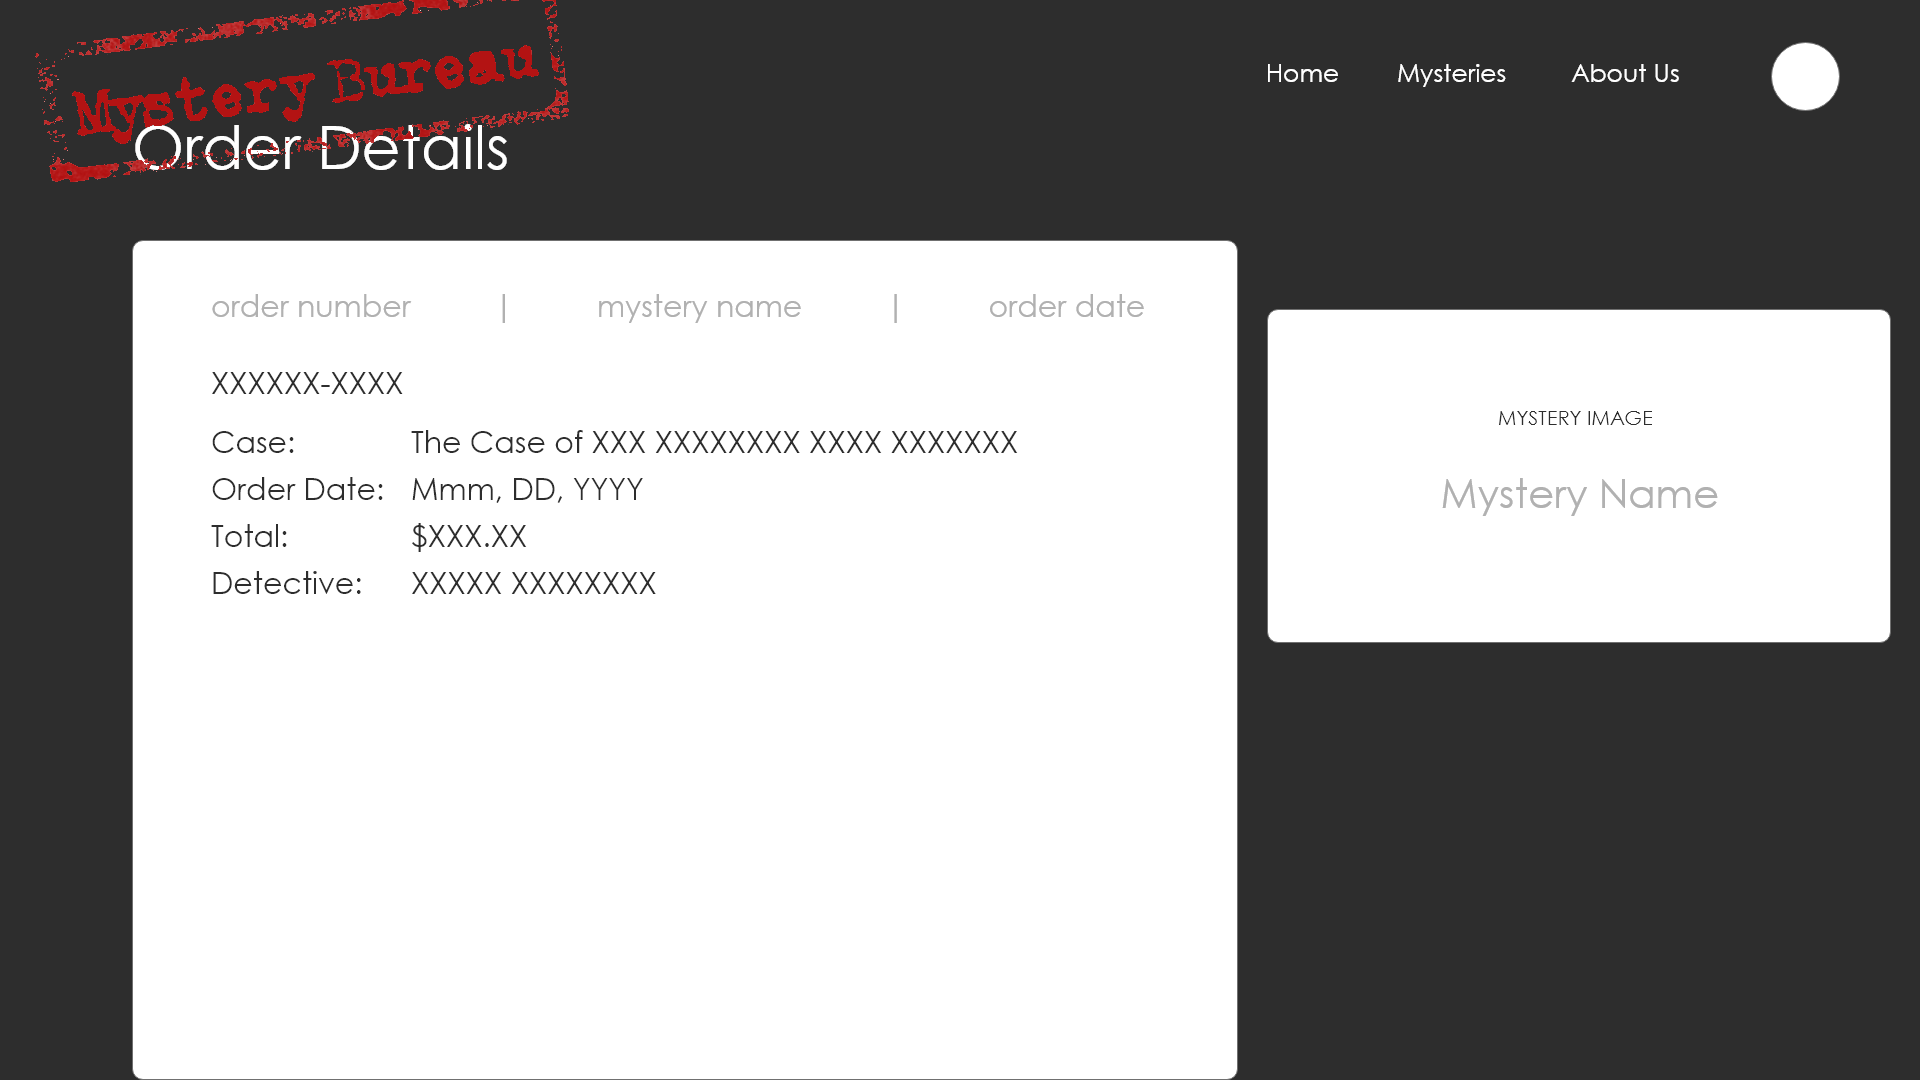 Mystery Bureau
Home Mysteries About Us
Order Details
order number | mystery name | order date
XXXXXX-XXXX
Case: The Case of XXX XXXXXXXX XXXX XXXXXXX
Order Date: Mmm, DD, YYYY
Total: $XXX.XX
Detective: XXXXX XXXXXXXX
MYSTERY IMAGE
Mystery Name